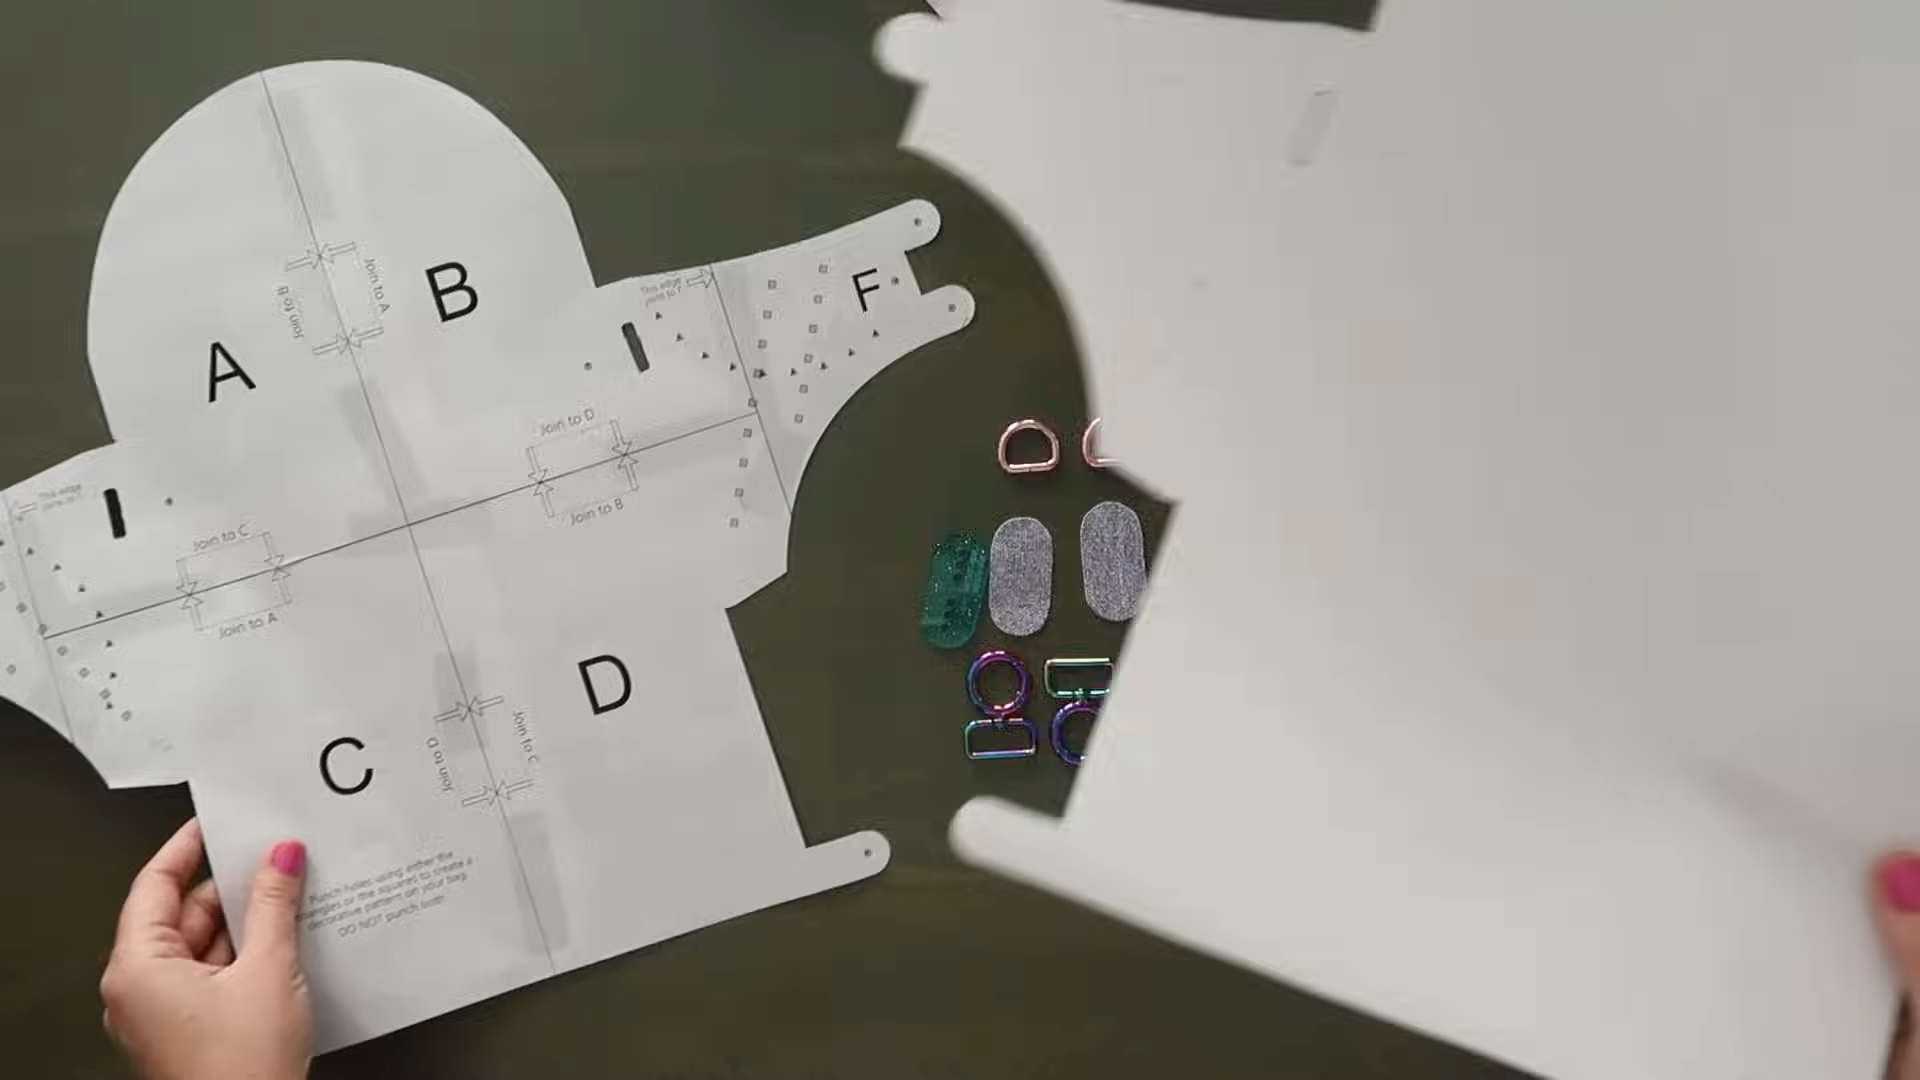 A
B
Join to A
Join to B
This edge
F
Join to D
Join to B
This edge
Join to C
Join to A
C
D
Join to C
Join to D
Punch holes using either the
triangles or the squares to create a
decorative pattern on your bag.
DO NOT punch both